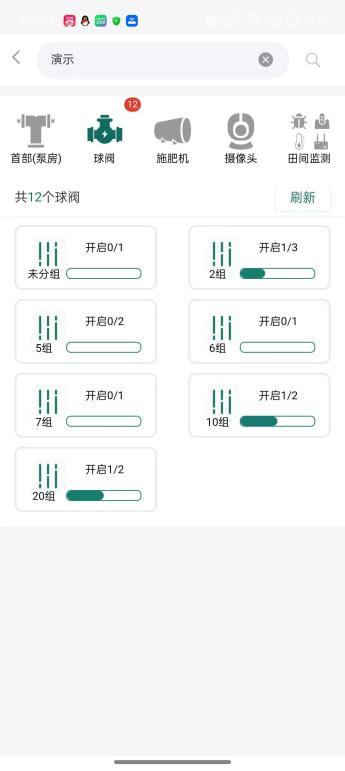 09:52
演示
12
首部(泵房)
球阀
施肥机
摄像头
田间监测
共12个球阀
刷新
开启0/1
未分组
开启1/3
2组
开启0/2
5组
开启0/1
6组
开启0/1
7组
开启1/2
10组
开启1/2
20组